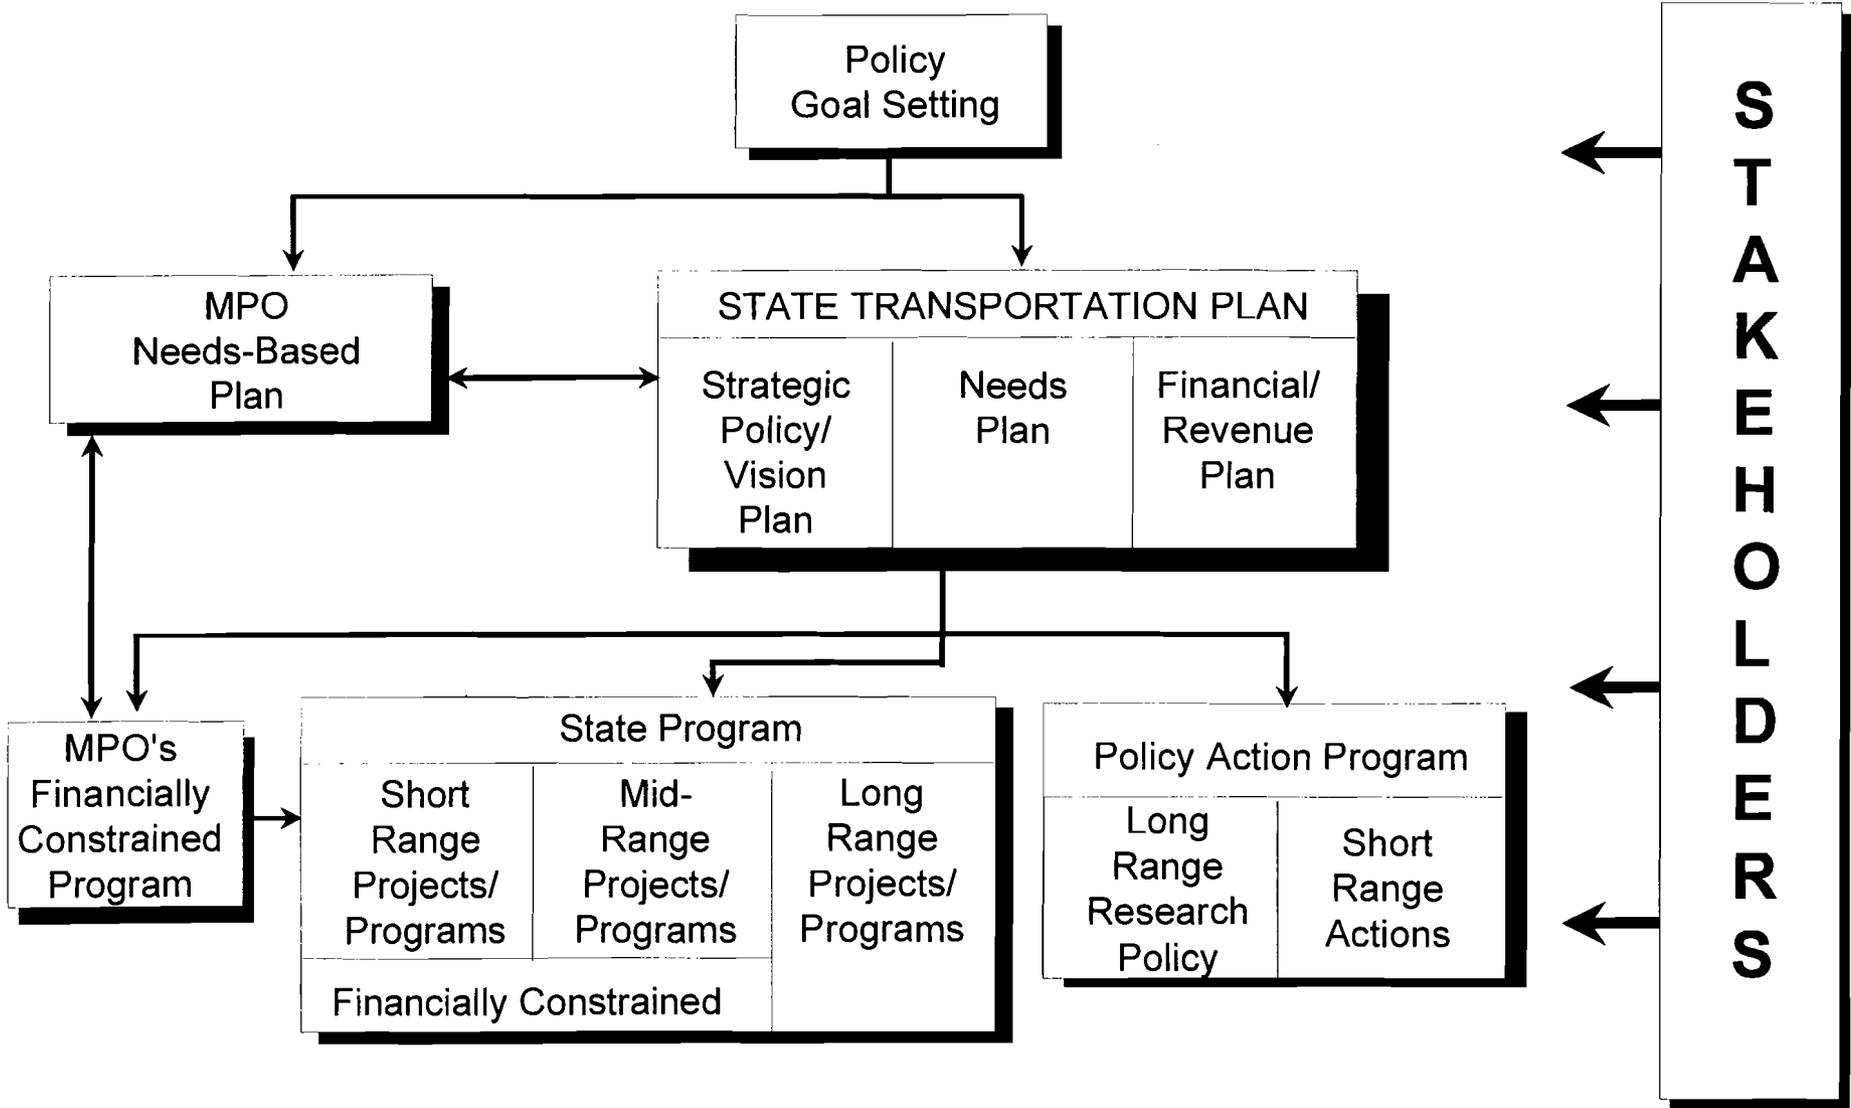 Policy
Goal Setting
MPO
Needs-Based
Plan
STATE TRANSPORTATION PLAN
Strategic
Policy/
Vision
Plan
Needs
Plan
Financial/
Revenue
Plan
MPO's
Financially
Constrained
Program
State Program
Short
Range
Projects/
Programs
Mid-
Range
Projects/
Programs
Long
Range
Projects/
Programs
Financially Constrained
Policy Action Program
Long
Range
Research
Policy
Short
Range
Actions
STAKEHOLDERS